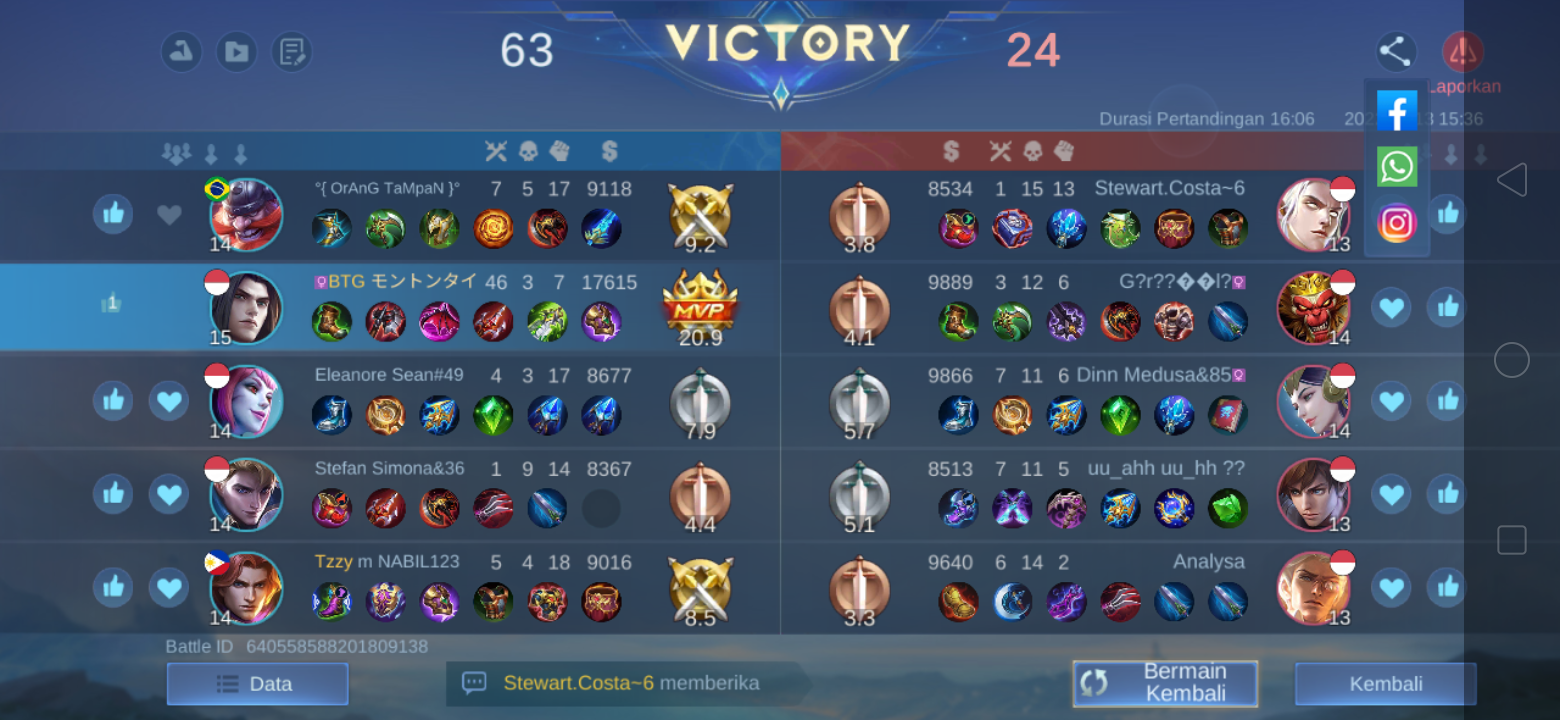 63 VICTORY 24
Laporkan
Durasi Pertandingan 16:06 15:36
°{ OrAnG TaMpaN }° 7 5 17 9118
14 9.2
8534 1 15 13 Stewart.Costa~6
3.8 13
1 BTG モントンタイ 46 3 7 17615
15 MVP 20.9
9889 3 12 6 G?r??��l?
4.1 14
Eleanore Sean#49 4 3 17 8677
14 7.9
9866 7 11 6 Dinn Medusa&85
5.7 14
Stefan Simona&36 1 9 14 8367
14 4.4
8513 7 11 5 uu_ahh uu_hh ??
5.1 13
Tzzy m NABIL123 5 4 18 9016
14 8.5
9640 6 14 2 Analysa
3.3 13
Battle ID 640558588201809138
Data
Stewart.Costa~6 memberika
Bermain
Kembali
Kembali